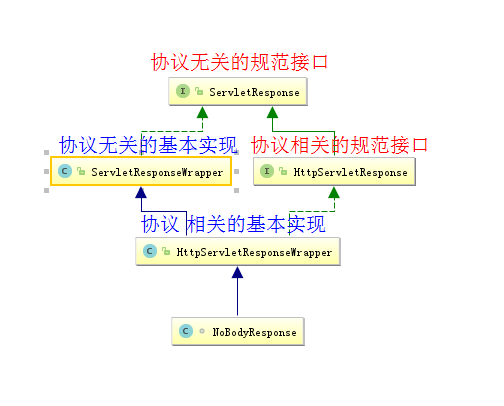 协议无关的规范接口
I ServletResponse
协议无关的基本实现
协议相关的规范接口
C ServletResponseWrapper
I HttpServletResponse
协议 相关的基本实现
C HttpServletResponseWrapper
C NoBodyResponse